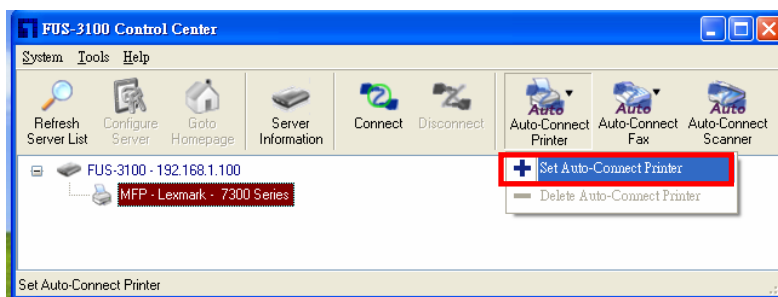 FUS-3100 Control Center
System Tools Help
Refresh Server List
Configure Server
Goto Homepage
Server Information
Connect
Disconnect
Auto
Auto-Connect Printer
Auto
Auto-Connect Fax
Auto
Auto-Connect Scanner
Set Auto-Connect Printer
Delete Auto-Connect Printer
FUS-3100 - 192.168.1.100
MFP - Lexmark - 7300 Series
Set Auto-Connect Printer